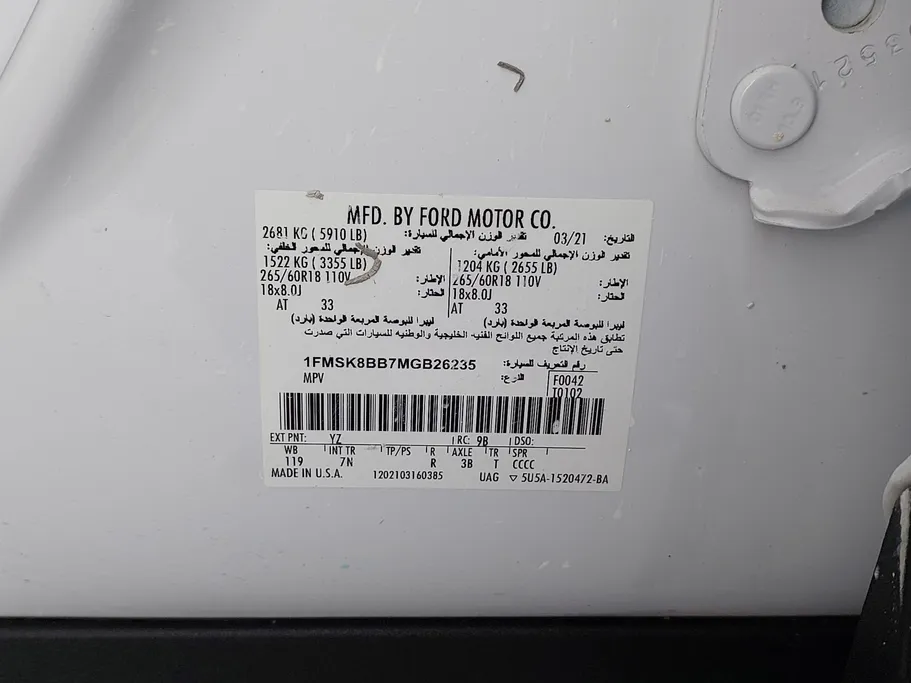 MFD. BY FORD MOTOR CO.
التاريخ: 03/21 تقدير الوزن الإجمالي للسيارة: 2681 KG ( 5910 LB)
تقدير الوزن الإجمالي للمحور الأمامي: تقدير الوزن الإجمالي للمحور الخلفي:
1204 KG ( 2655 LB) 1522 KG ( 3355 LB)
الإطار: 265/60R18 110V الإطار: 265/60R18 110V
الحتار: 18x8.0J الحتار: 18x8.0J
AT 33 AT 33
ليبرا للبوصة المربعة الواحدة (بارد) ليبرا للبوصة المربعة الواحدة (بارد)
تطابق هذه المرتبة جميع اللوائح الفنيه الخليجية والوطنيه للسيارات التي صدرت
حتى تاريخ الإنتاج
رقم التعريف للسيارة: 1FMSK8BB7MGB26235
MPV F0042
T0102
EXT PNT: YZ RC: 9B DSO:
WB INT TR TP/PS R AXLE TR SPR
119 7N R 3B T CCCC
MADE IN U.S.A. 1202103160385 UAG ▽ 5U5A-1520472-BA